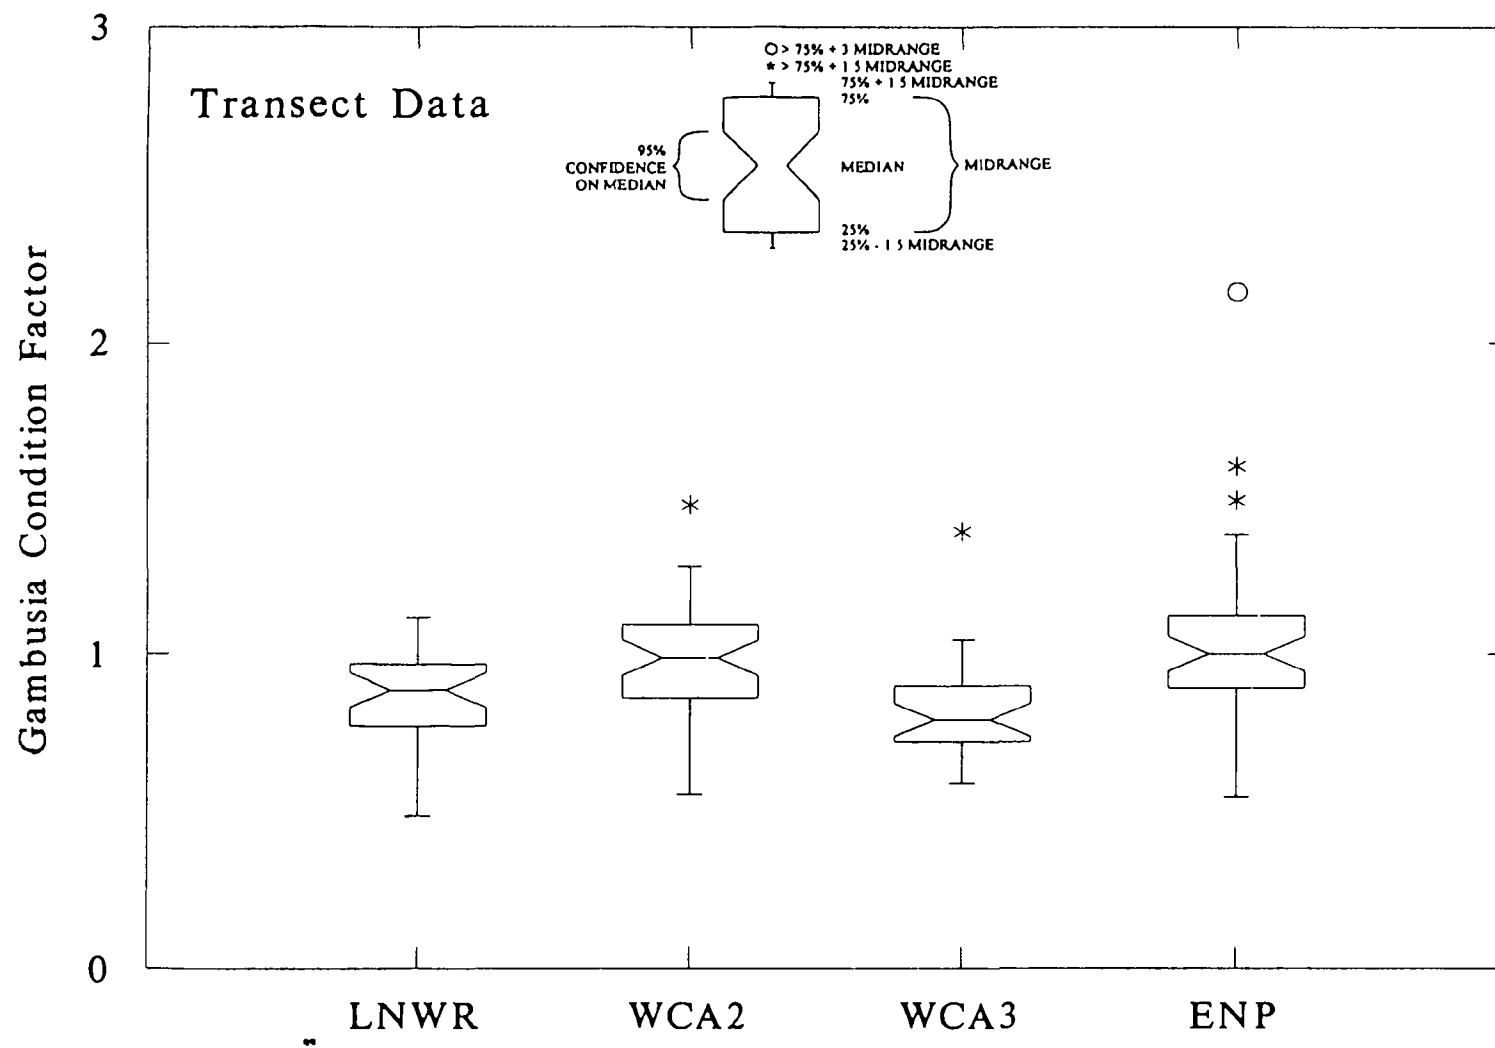 3
○ > 75% + 3 MIDRANGE
* > 75% + 1 5 MIDRANGE
75% + 1 5 MIDRANGE
75%
Transect Data
95%
CONFIDENCE
ON MEDIAN
MEDIAN
MIDRANGE
25%
25% - 1 5 MIDRANGE
Gambusia Condition Factor
2
1
0
LNWR WCA2 WCA3 ENP